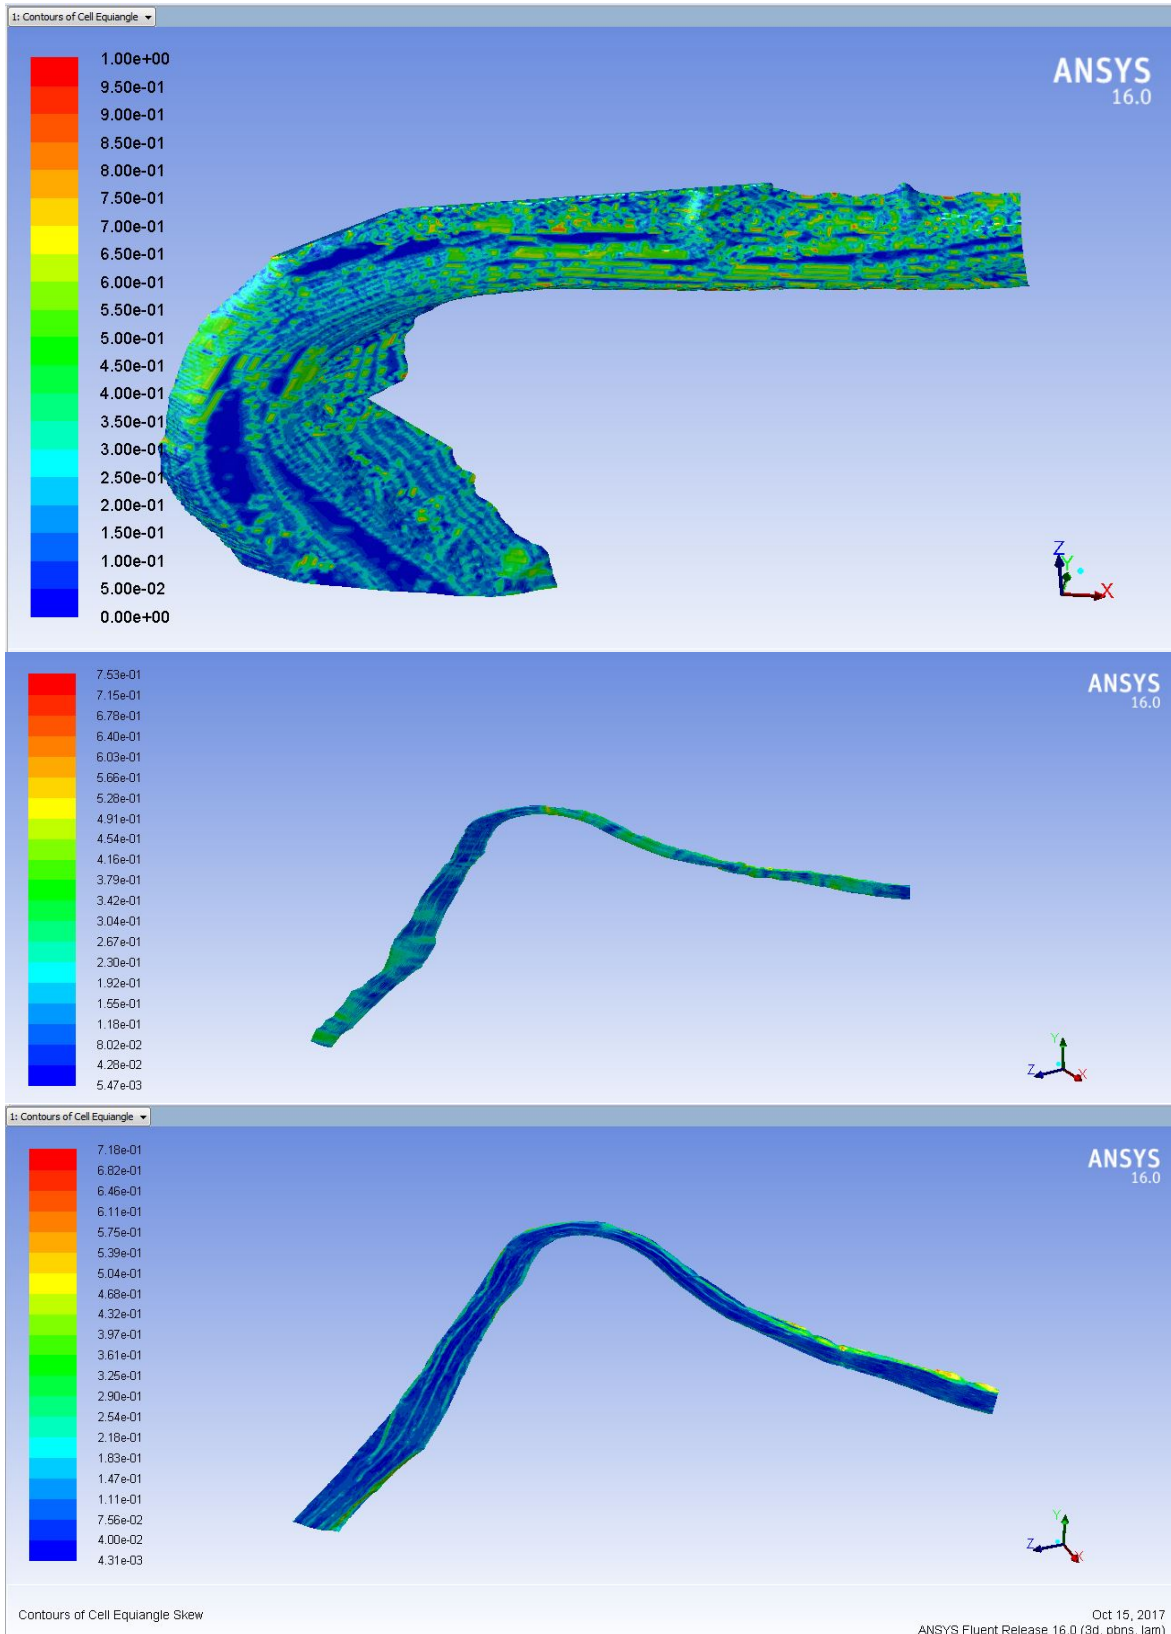 1: Contours of Cell Equiangle
1.00e+00
9.50e-01
9.00e-01
8.50e-01
8.00e-01
7.50e-01
7.00e-01
6.50e-01
6.00e-01
5.50e-01
5.00e-01
4.50e-01
4.00e-01
3.50e-01
3.00e-01
2.50e-01
2.00e-01
1.50e-01
1.00e-01
5.00e-02
0.00e+00
ANSYS
16.0
Z
Y
X
7.53e-01
7.15e-01
6.78e-01
6.40e-01
6.03e-01
5.66e-01
5.28e-01
4.91e-01
4.54e-01
4.16e-01
3.79e-01
3.42e-01
3.04e-01
2.67e-01
2.30e-01
1.92e-01
1.55e-01
1.18e-01
8.02e-02
4.28e-02
5.47e-03
ANSYS
16.0
Y
Z
X
1: Contours of Cell Equiangle
7.18e-01
6.82e-01
6.46e-01
6.11e-01
5.75e-01
5.39e-01
5.04e-01
4.68e-01
4.32e-01
3.97e-01
3.61e-01
3.25e-01
2.90e-01
2.54e-01
2.18e-01
1.83e-01
1.47e-01
1.11e-01
7.56e-02
4.00e-02
4.31e-03
ANSYS
16.0
Y
Z
X
Contours of Cell Equiangle Skew
Oct 15, 2017
ANSYS Fluent Release 16.0 (3d, pbns, lam)